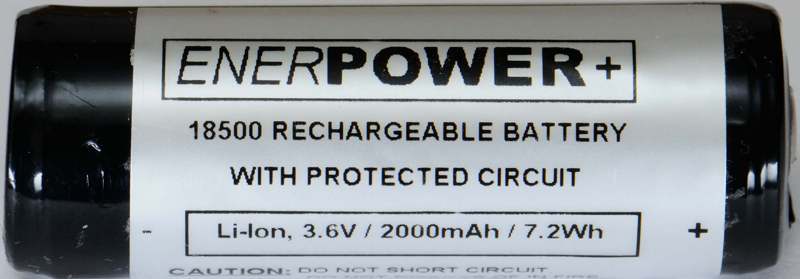 ENERPOWER+
18500 RECHARGEABLE BATTERY
WITH PROTECTED CIRCUIT
- Li-Ion, 3.6V / 2000mAh / 7.2Wh +
CAUTION: DO NOT SHORT CIRCUIT